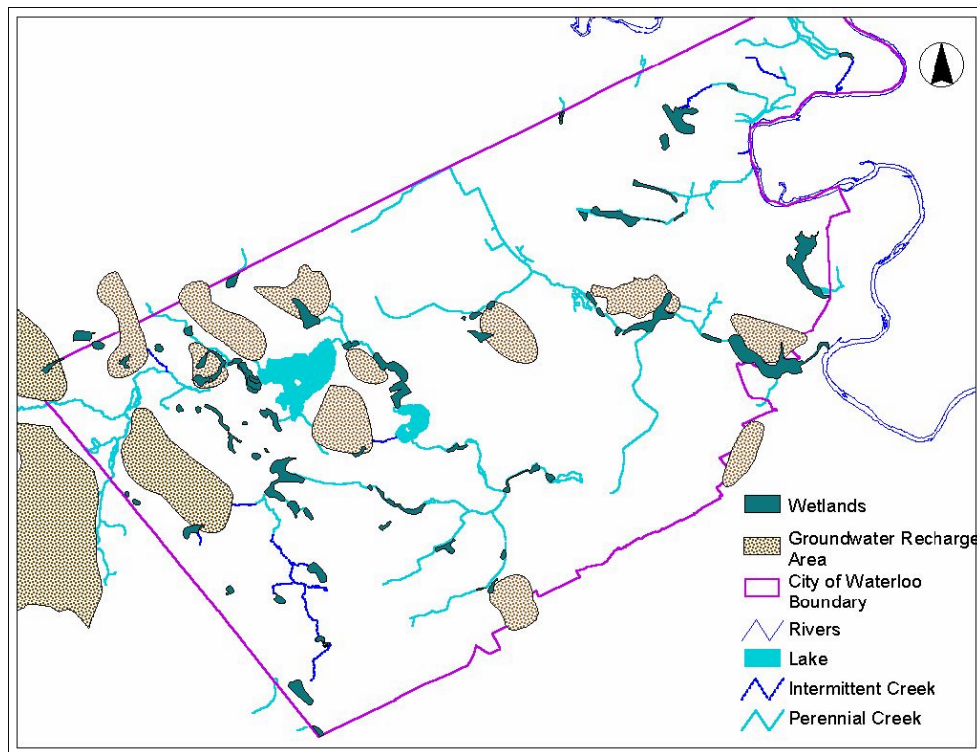 Wetlands
Groundwater Recharge
Area
City of Waterloo
Boundary
Rivers
Lake
Intermittent Creek
Perennial Creek